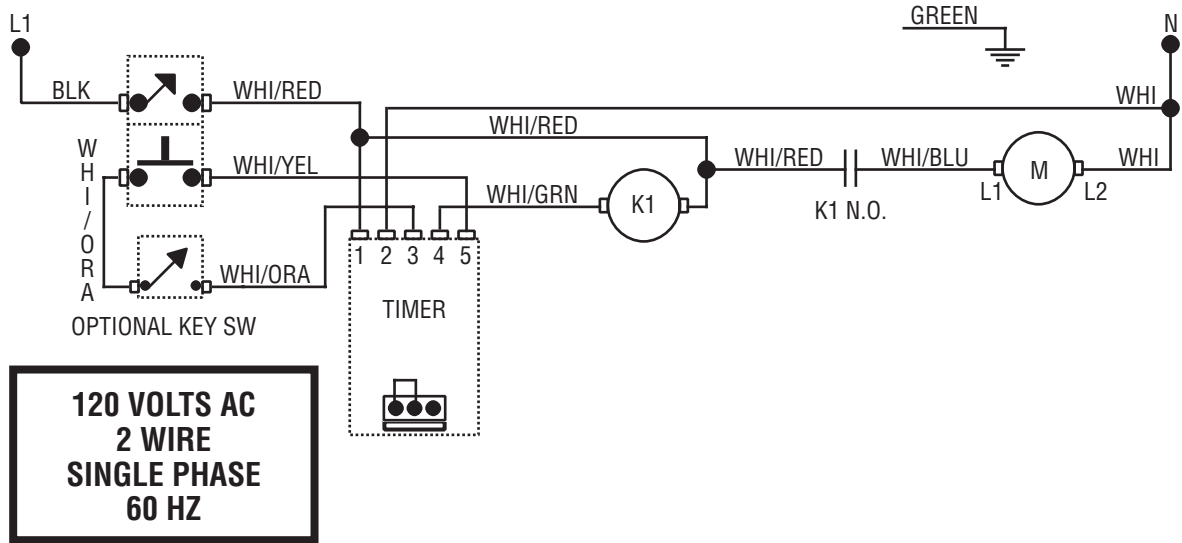 L1
GREEN
N
BLK
WHI/RED
WHI
WHI/RED
WHI/ORA
WHI/YEL
WHI/RED
WHI/BLU
M
WHI
WHI/GRN
K1
L1
L2
K1 N.O.
1 2 3 4 5
WHI/ORA
TIMER
OPTIONAL KEY SW
120 VOLTS AC
2 WIRE
SINGLE PHASE
60 HZ